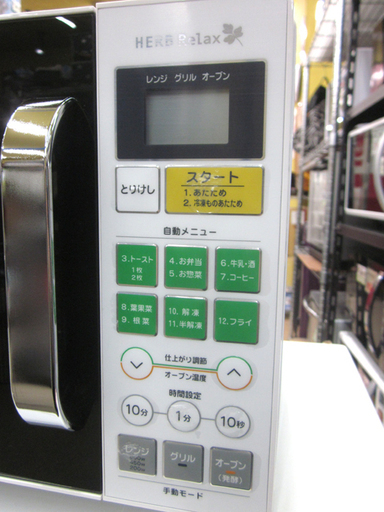 HERB Relax
レンジ グリル オーブン
とりけし
スタート
1.あたため
2.冷凍ものあたため
自動メニュー
3.トースト
1枚
2枚
4.お弁当
5.お惣菜
6.牛乳・酒
7.コーヒー
8.葉果菜
9.根菜
10.解凍
11.半解凍
12.フライ
仕上がり調節
オーブン温度
時間設定
10分
1分
10秒
レンジ
グリル
オーブン
(発酵)
手動モード